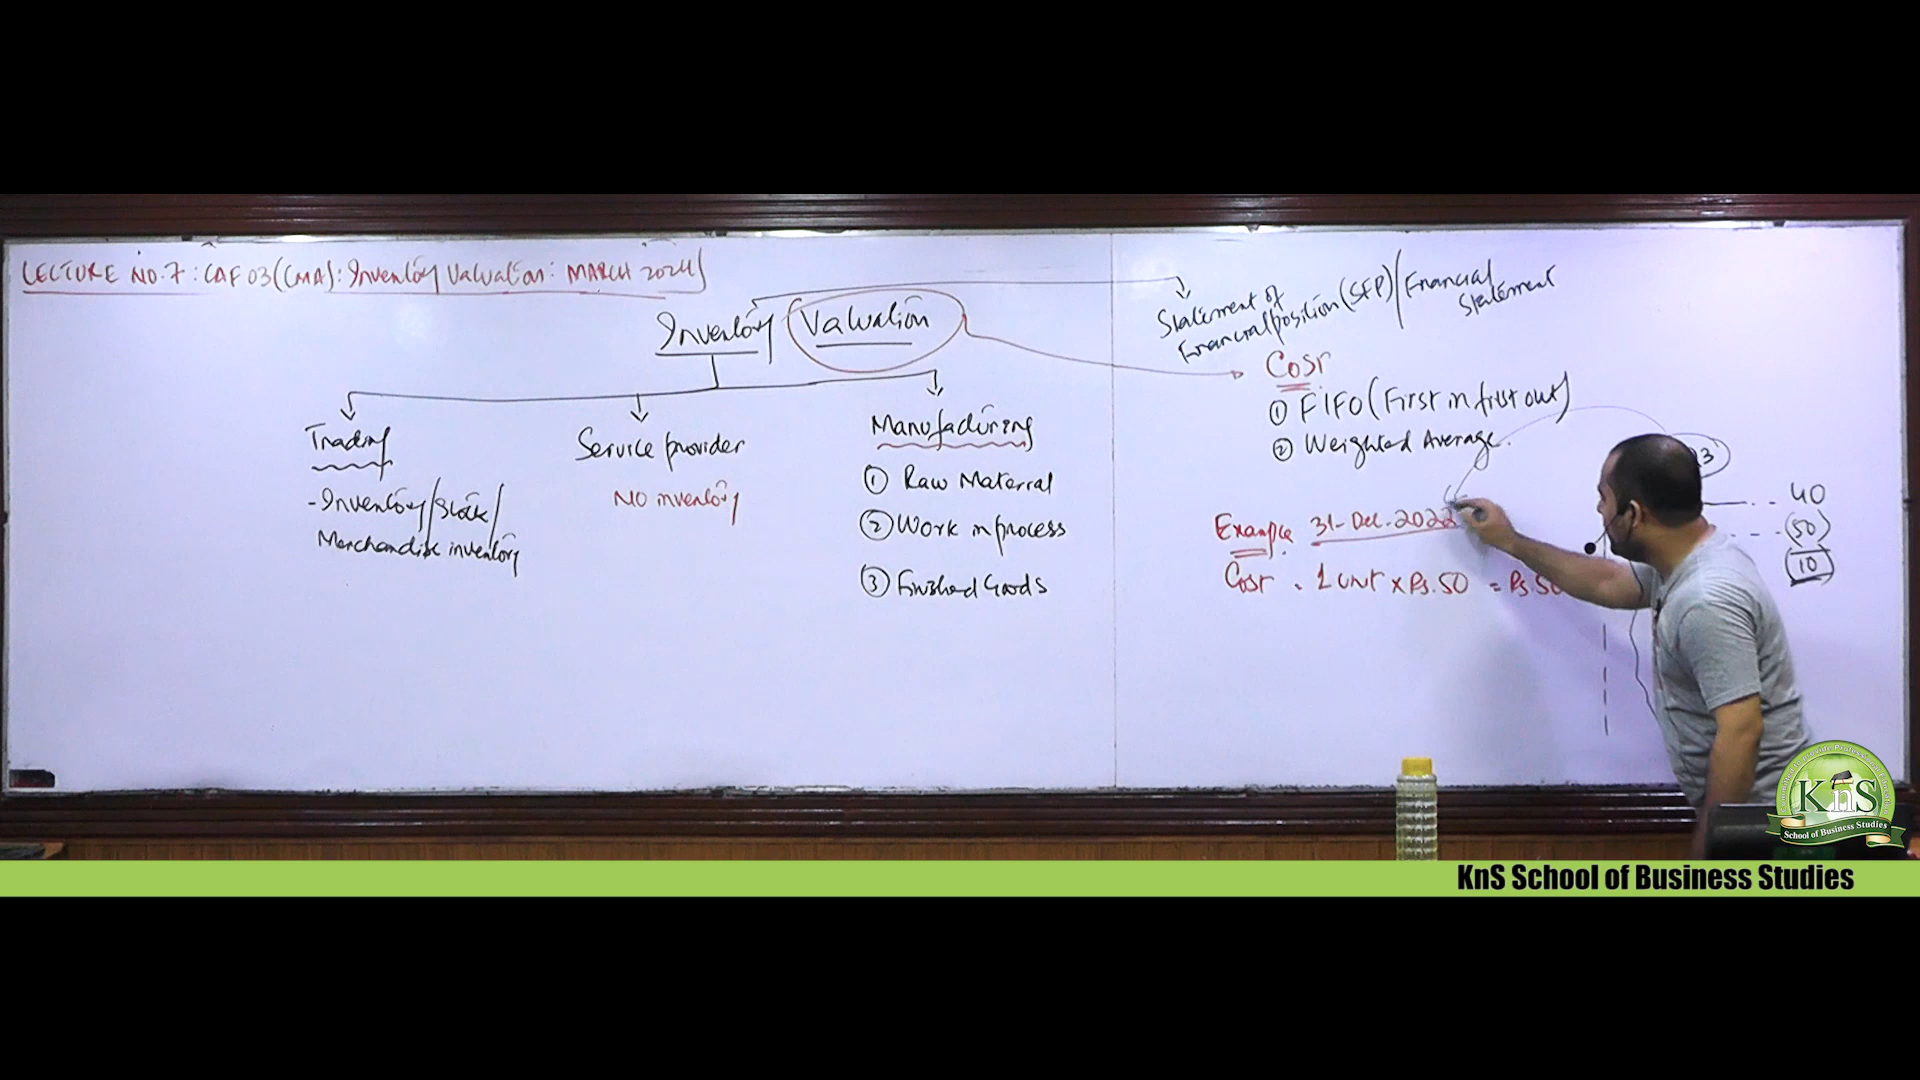 LECTURE NO.7 : CAF 03 (CMA) : Inventory Valuation : MARCH 2024)
Inventory Valuation
Statement of
Financial position (SFP) / Financial
Statement
Trading
- Inventory / Stock /
Merchandise inventory
Service provider
NO inventory
Manufacturing
① Raw Material
② Work in process
③ Finished Goods
Cost
① FIFO (First in first out)
② Weighted Average.
Example 31-Dec-2022
Cost . 1 unit x Rs.50 = Rs.50
40
(50)
(10)
KnS
School of Business Studies
KnS School of Business Studies